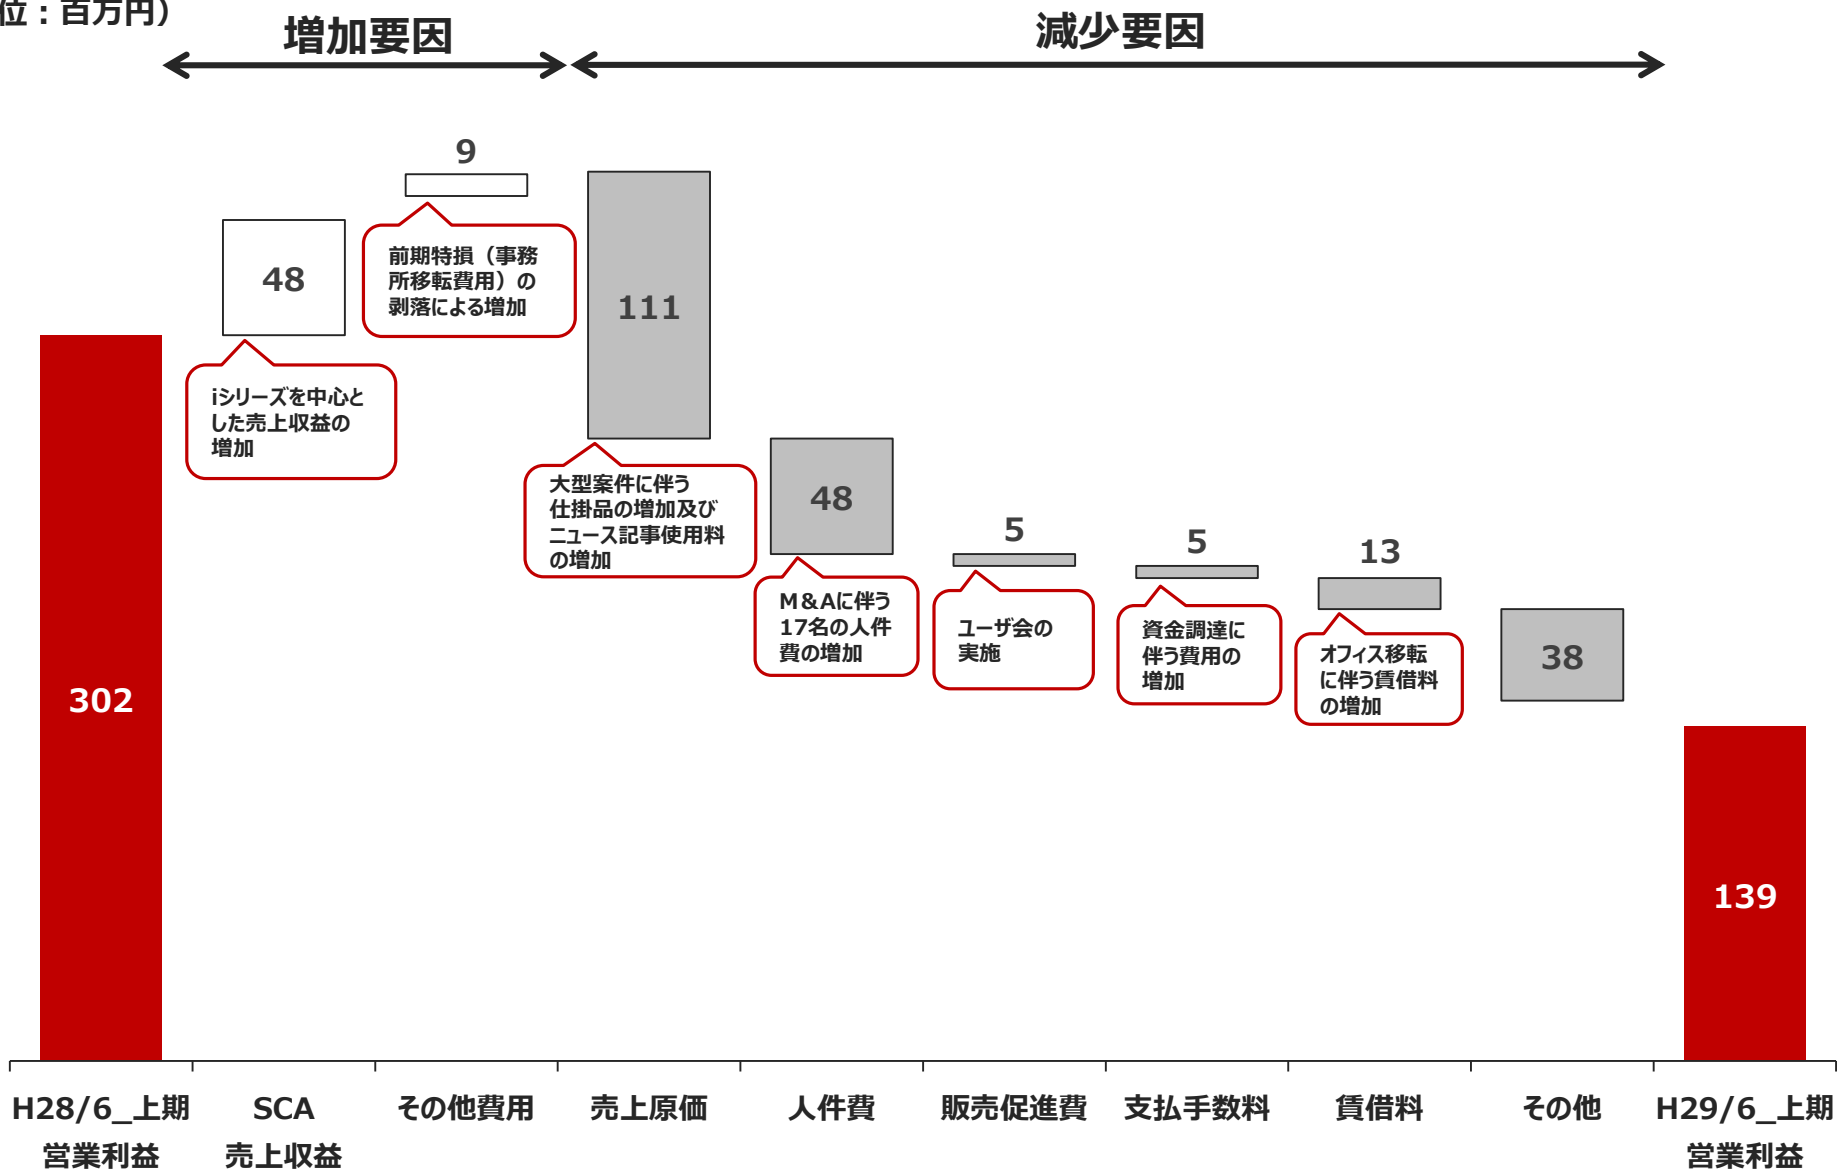 位：百万円）
増加要因
減少要因
9
48
前期特損（事務
所移転費用）の
剥落による増加
111
iシリーズを中心と
した売上収益の
増加
302
大型案件に伴う
仕掛品の増加及び
ニュース記事使用料
の増加
48
M&Aに伴う
17名の人件
費の増加
5
ユーザ会の
実施
5
資金調達に
伴う費用の
増加
13
オフィス移転
に伴う賃借料
の増加
38
139
H28/6_上期
営業利益
SCA
売上収益
その他費用
売上原価
人件費
販売促進費
支払手数料
賃借料
その他
H29/6_上期
営業利益